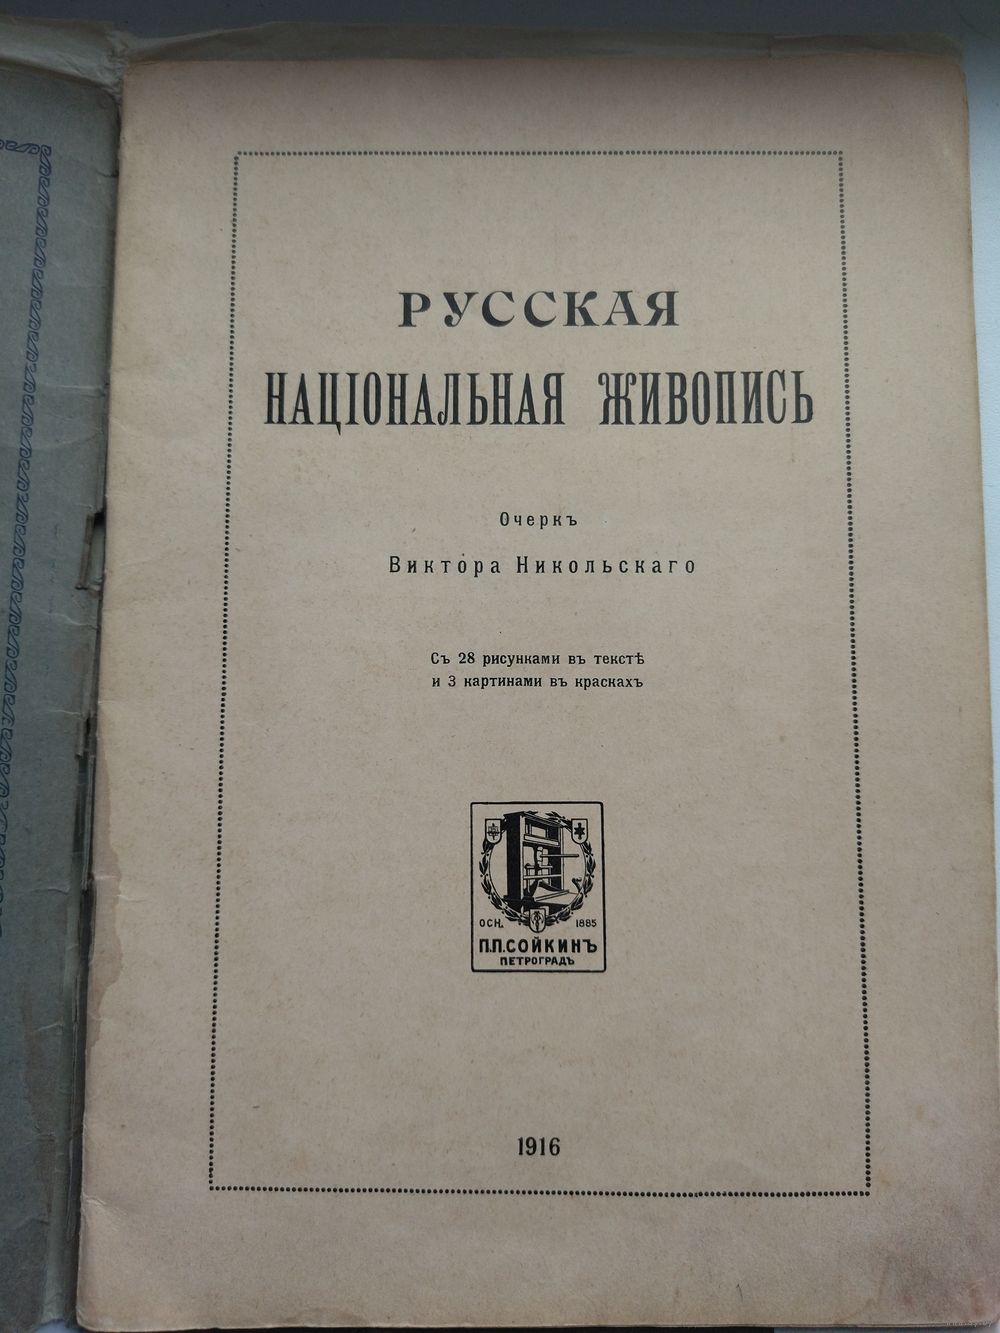 РУССКАЯ
НАЦІОНАЛЬНАЯ ЖИВОПИСЬ
Очеркъ
Виктора Никольскаго
Съ 28 рисунками въ текстѣ
и 3 картинами въ краскахъ
ОСН. 1885
П.П.СОЙКИНЪ
ПЕТРОГРАДЪ
1916